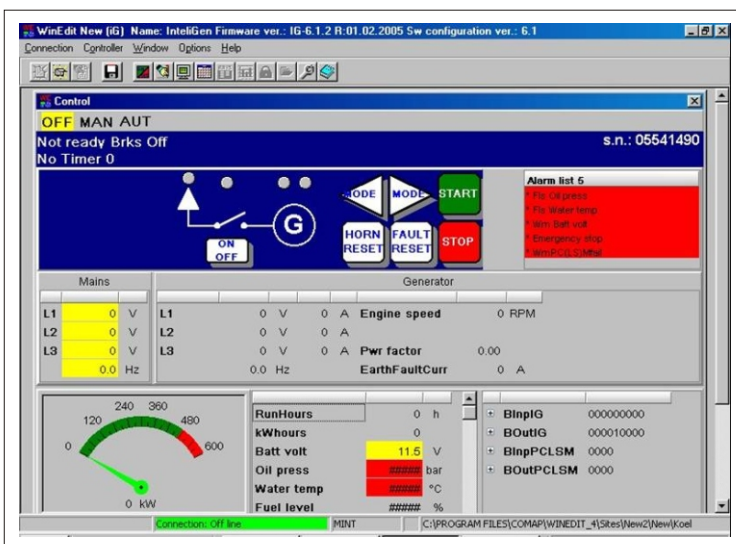 WinEdit New (iG) Name: InteliGen Firmware ver.: IG-6.1.2 R:01.02.2005 Sw configuration ver.: 6.1
Connection Controller Window Options Help
Control
OFF MAN AUT
Not ready Brks Off
s.n.: 05541490
No Timer 0
MODE MODE START
G
ON OFF
HORN RESET FAULT RESET STOP
Alarm list 5
* Fls Oil press
* Fls Water temp
* Wrn Batt volt
* Emergency stop
* WrnPC(LS)Mfail
Mains Generator
L1 0 V L1 0 V 0 A Engine speed 0 RPM
L2 0 V L2 0 V 0 A
L3 0 V L3 0 V 0 A Pwr factor 0.00
0.0 Hz 0.0 Hz EarthFaultCurr 0 A
0 120 240 360 480 600
0 kW
RunHours 0 h
kWhours 0
Batt volt 11.5 V
Oil press ##### bar
Water temp ##### °C
Fuel level ##### %
BInpIG 000000000
BOutIG 000010000
BInpPCLSM 0000
BOutPCLSM 0000
Connection: Off line MINT C:\PROGRAM FILES\COMAP\WINEDIT_4\Sites\New2\New\Koel